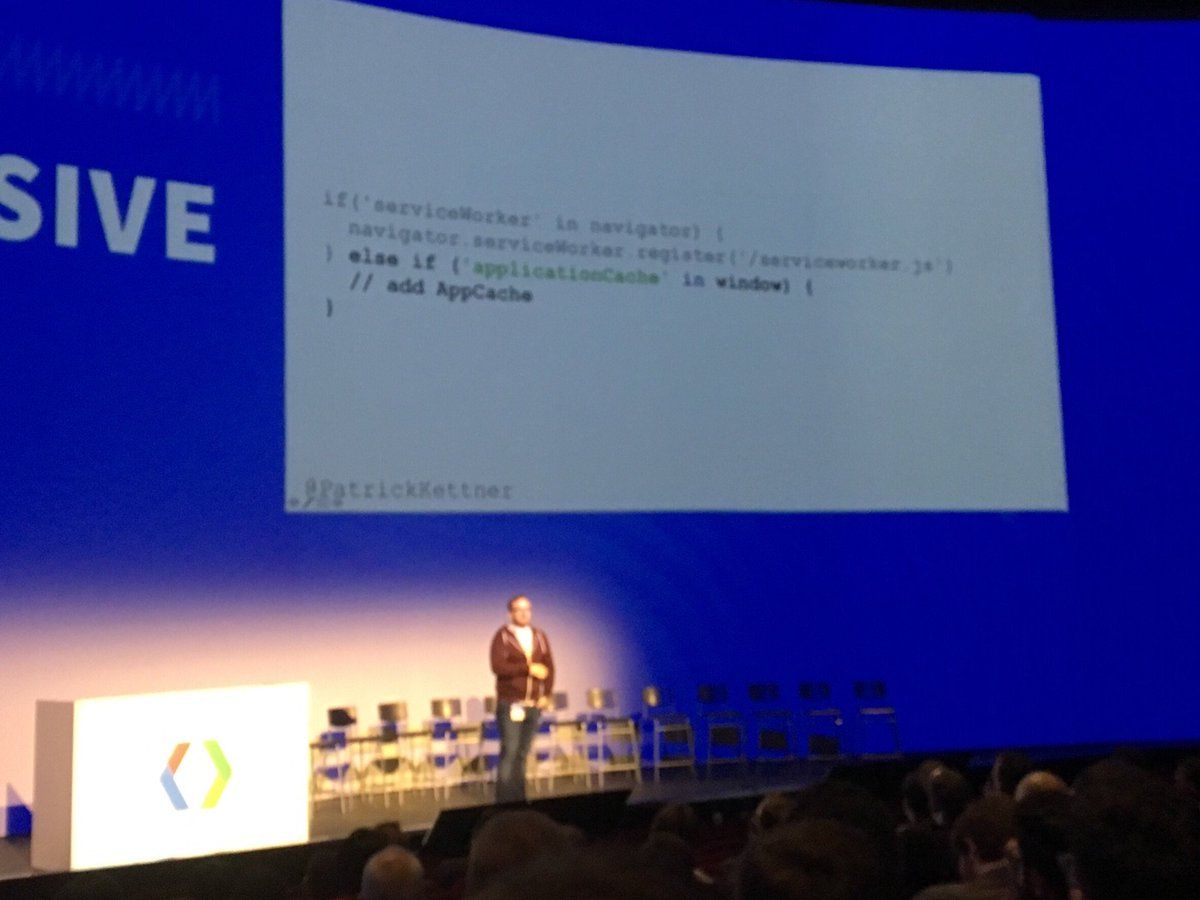 SIVE
if('serviceWorker' in navigator) {
navigator.serviceWorker.register('/serviceworker.js')
} else if ('applicationCache' in window) {
// add AppCache
}
@PatrickKettner